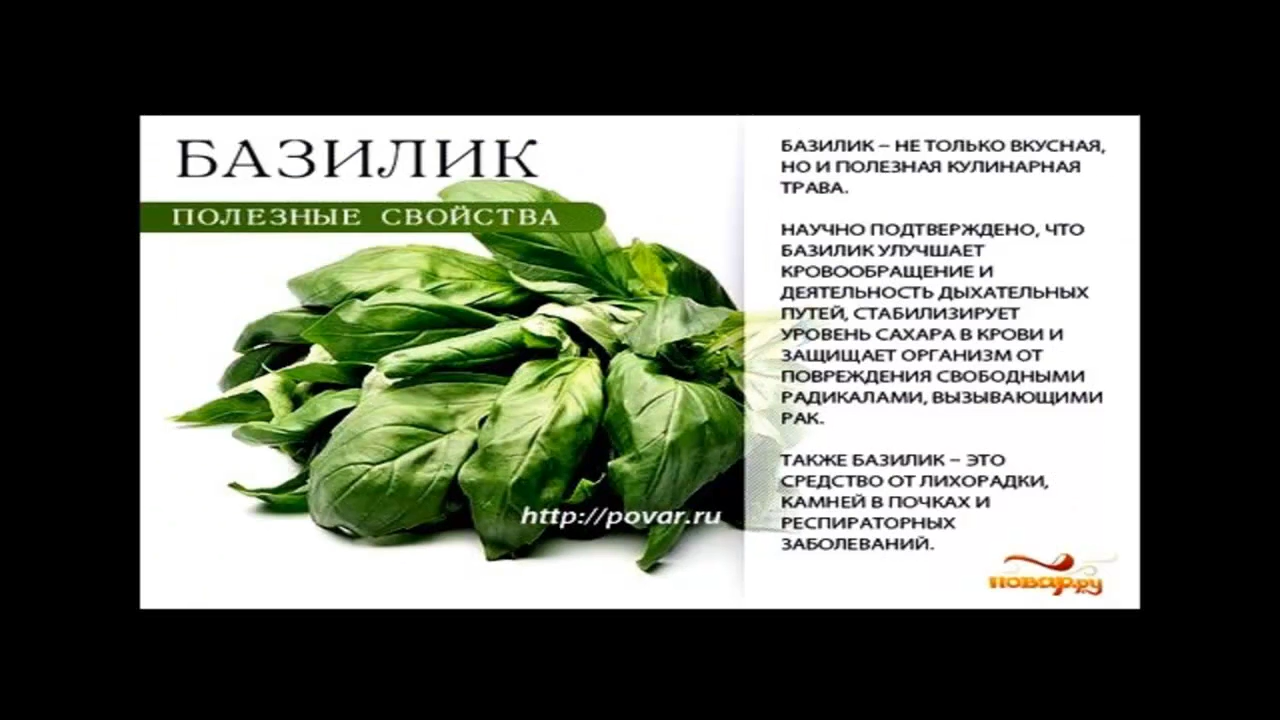 БАЗИЛИК
ПОЛЕЗНЫЕ СВОЙСТВА
http://povar.ru
БАЗИЛИК – НЕ ТОЛЬКО ВКУСНАЯ,
НО И ПОЛЕЗНАЯ КУЛИНАРНАЯ
ТРАВА.
НАУЧНО ПОДТВЕРЖДЕНО, ЧТО
БАЗИЛИК УЛУЧШАЕТ
КРОВООБРАЩЕНИЕ И
ДЕЯТЕЛЬНОСТЬ ДЫХАТЕЛЬНЫХ
ПУТЕЙ, СТАБИЛИЗИРУЕТ
УРОВЕНЬ САХАРА В КРОВИ И
ЗАЩИЩАЕТ ОРГАНИЗМ ОТ
ПОВРЕЖДЕНИЯ СВОБОДНЫМИ
РАДИКАЛАМИ, ВЫЗЫВАЮЩИМИ
РАК.
ТАКЖЕ БАЗИЛИК – ЭТО
СРЕДСТВО ОТ ЛИХОРАДКИ,
КАМНЕЙ В ПОЧКАХ И
РЕСПИРАТОРНЫХ
ЗАБОЛЕВАНИЙ.
повар.ру